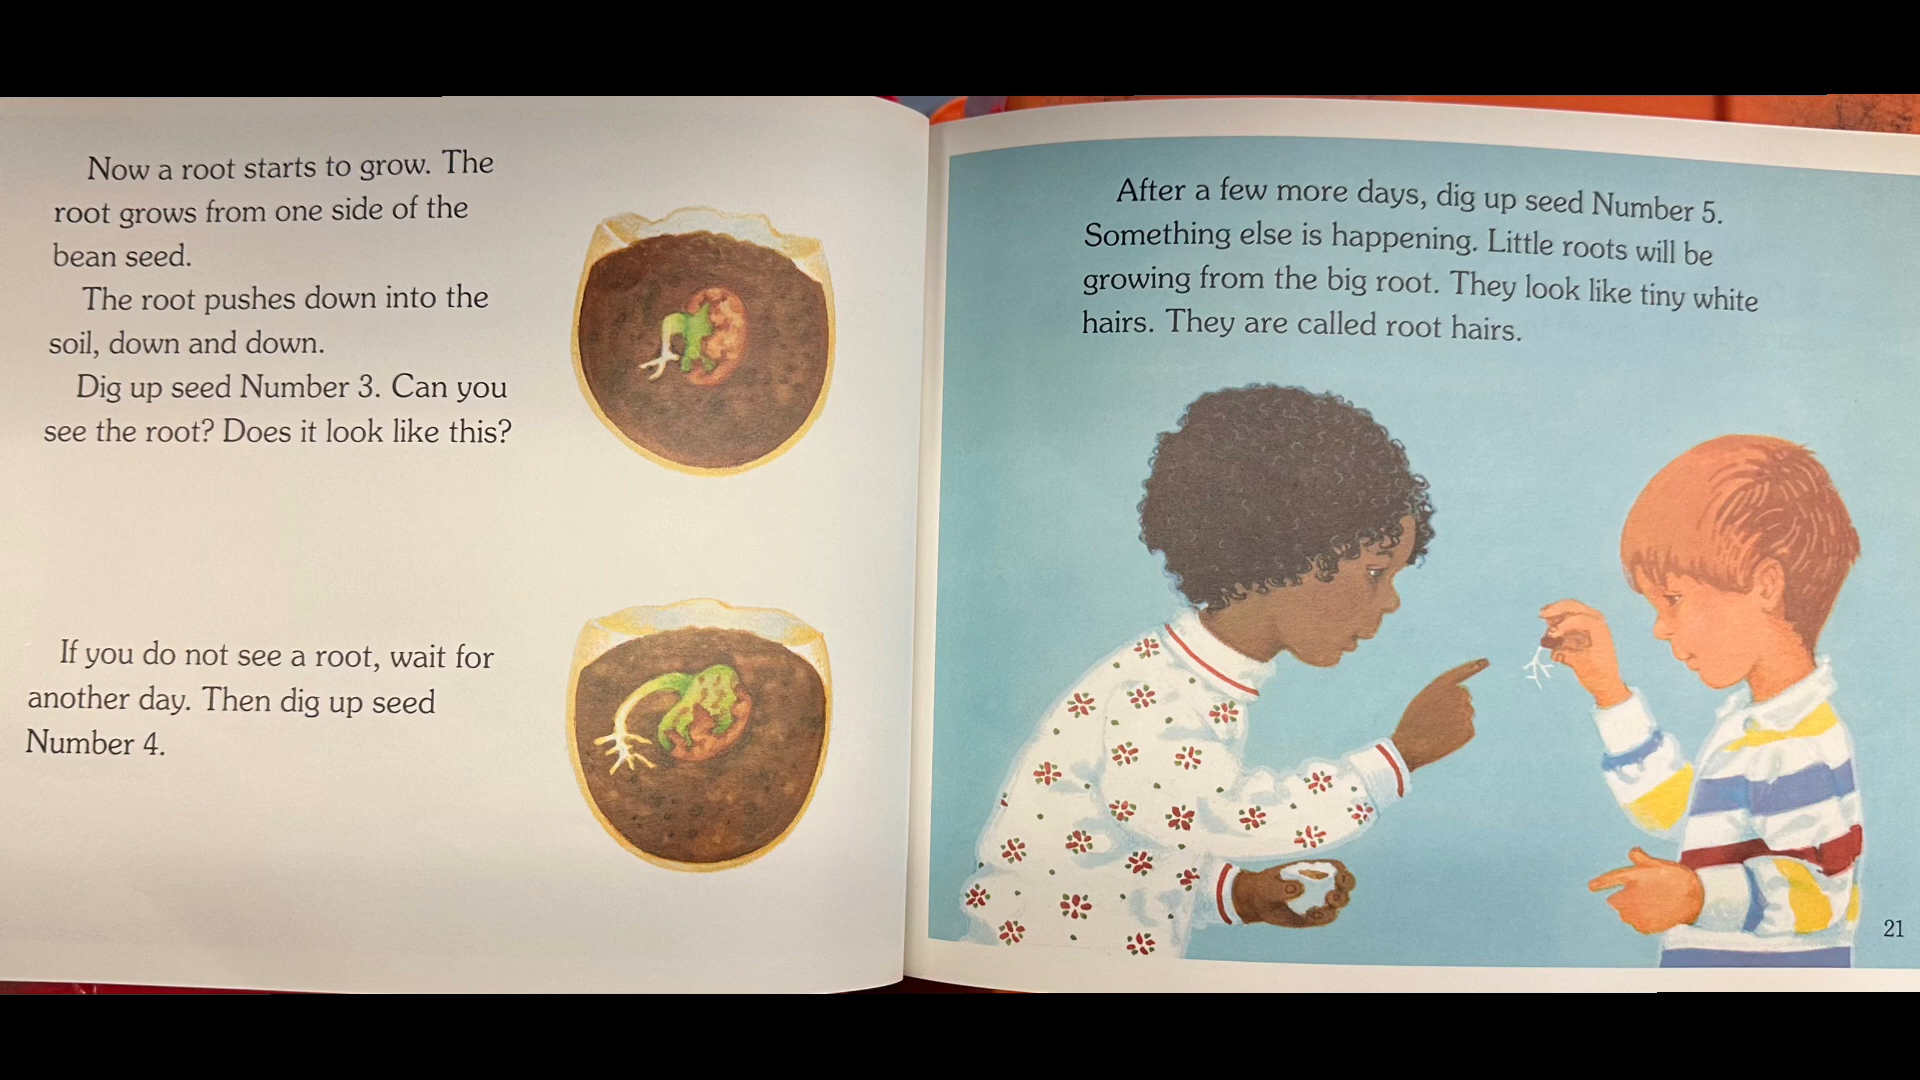 Now a root starts to grow. The
root grows from one side of the
bean seed.
The root pushes down into the
soil, down and down.
Dig up seed Number 3. Can you
see the root? Does it look like this?
If you do not see a root, wait for
another day. Then dig up seed
Number 4.
After a few more days, dig up seed Number 5.
Something else is happening. Little roots will be
growing from the big root. They look like tiny white
hairs. They are called root hairs.
21